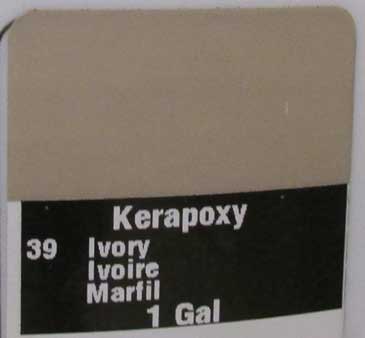 Kerapoxy
39 Ivory
Ivoire
Marfil
1 Gal